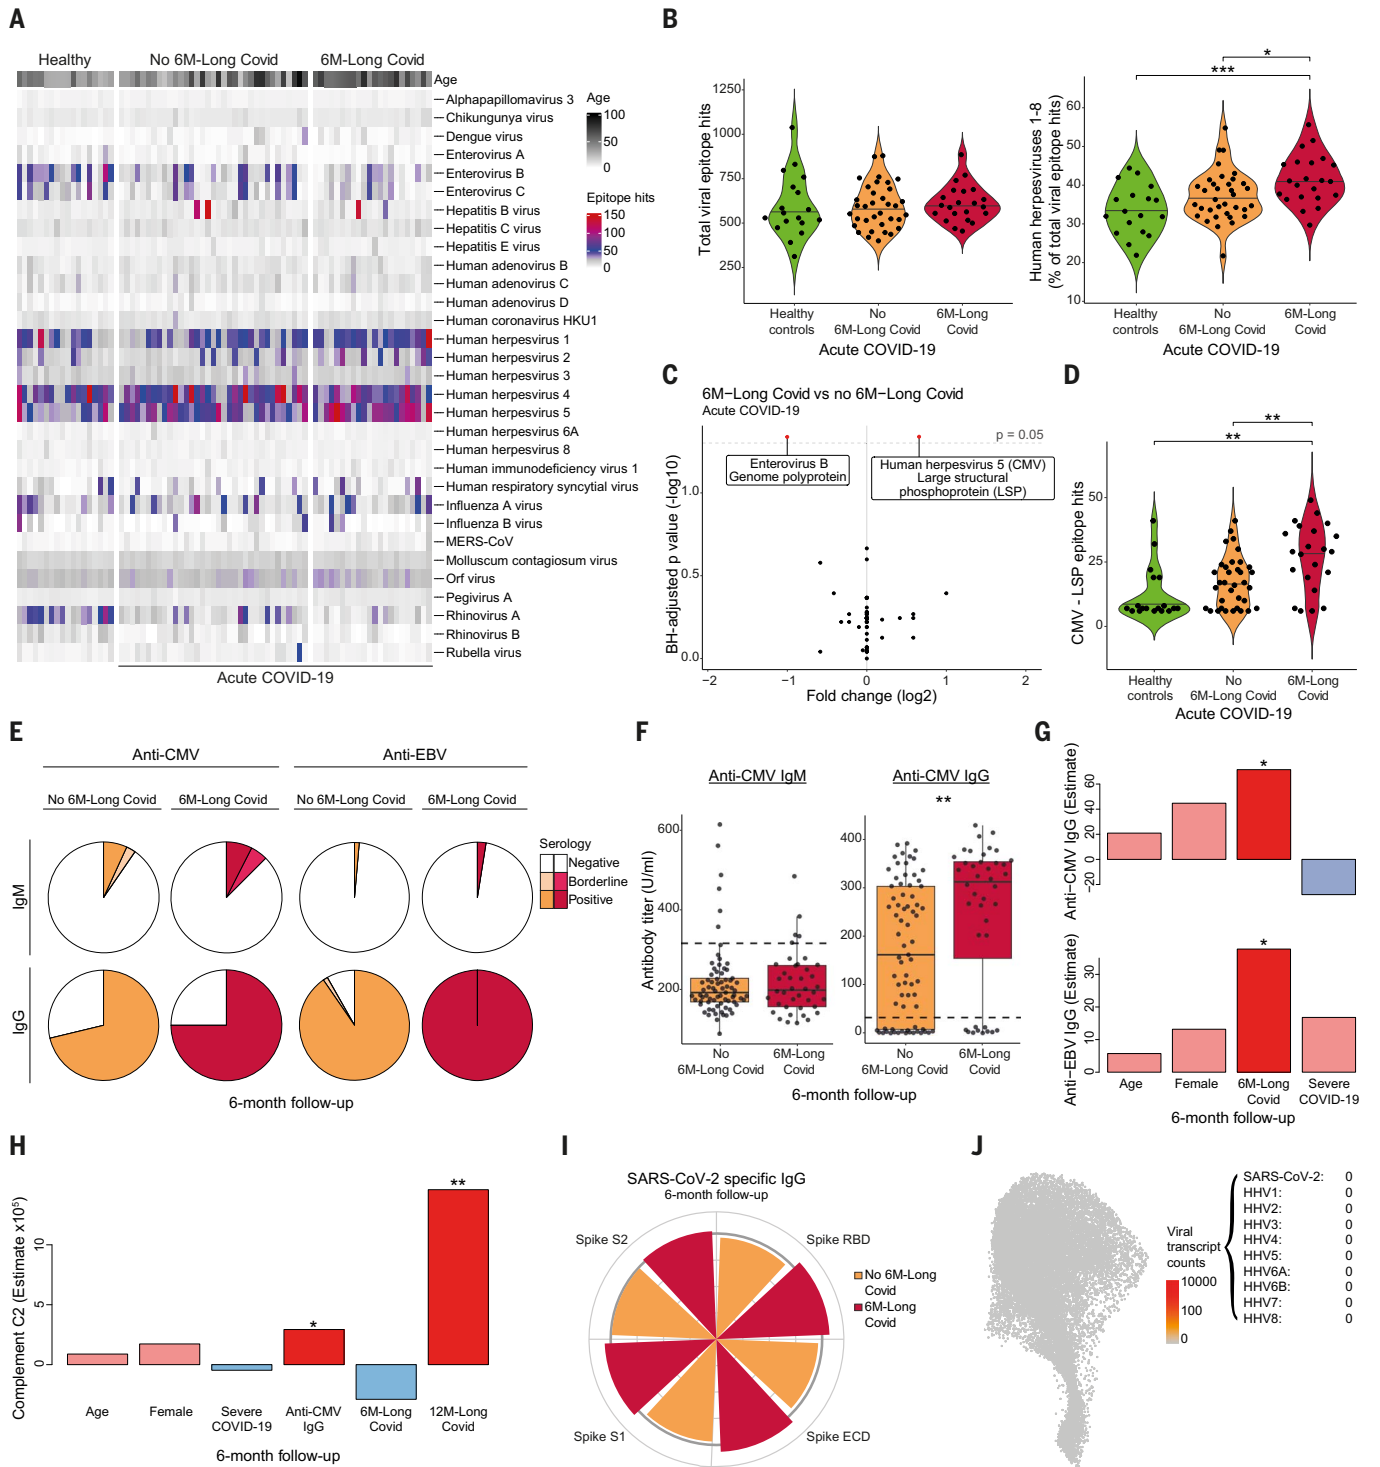 A
Healthy
No 6M-Long Covid
6M-Long Covid
Age
Alphapapillomavirus 3
Chikungunya virus
Dengue virus
Enterovirus A
Enterovirus B
Enterovirus C
Hepatitis B virus
Hepatitis C virus
Hepatitis E virus
Human adenovirus B
Human adenovirus C
Human adenovirus D
Human coronavirus HKU1
Human herpesvirus 1
Human herpesvirus 2
Human herpesvirus 3
Human herpesvirus 4
Human herpesvirus 5
Human herpesvirus 6A
Human herpesvirus 8
Human immunodeficiency virus 1
Human respiratory syncytial virus
Influenza A virus
Influenza B virus
MERS-CoV
Molluscum contagiosum virus
Orf virus
Pegivirus A
Rhinovirus A
Rhinovirus B
Rubella virus
Acute COVID-19
Age
100
50
0
Epitope hits
150
100
50
0
B
Total viral epitope hits
1250
1000
750
500
250
Healthy
controls
No
6M-Long Covid
6M-Long
Covid
Acute COVID-19
Human herpesviruses 1-8
(% of total viral epitope hits)
60
50
40
30
20
10
*
***
Healthy
controls
No
6M-Long Covid
6M-Long
Covid
Acute COVID-19
C
6M−Long Covid vs no 6M−Long Covid
Acute COVID-19
p = 0.05
Enterovirus B
Genome polyprotein
Human herpesvirus 5 (CMV)
Large structural
phosphoprotein (LSP)
BH-adjusted p value (-log10)
1.0
0.5
0.0
−2
−1
0
1
2
Fold change (log2)
D
**
**
CMV - LSP epitope hits
50
25
0
Healthy
controls
No
6M-Long Covid
6M-Long
Covid
Acute COVID-19
E
Anti-CMV
Anti-EBV
No 6M-Long Covid
6M-Long Covid
No 6M-Long Covid
6M-Long Covid
IgM
IgG
Serology
Negative
Borderline
Positive
6-month follow-up
F
Anti-CMV IgM
Anti-CMV IgG
**
Antibody titer (U/ml)
600
400
200
400
300
200
100
0
No
6M-Long Covid
6M-Long
Covid
No
6M-Long Covid
6M-Long
Covid
6-month follow-up
G
Anti−CMV IgG (Estimate)
60
40
20
0
−20
*
Anti−EBV IgG (Estimate)
30
20
10
0
*
Age
Female
6M-Long
Covid
Severe
COVID-19
6-month follow-up
H
Complement C2 (Estimate x10⁵)
10
5
0
*
**
Age
Female
Severe
COVID-19
Anti-CMV
IgG
6M-Long
Covid
12M-Long
Covid
6-month follow-up
I
SARS-CoV-2 specific IgG
6-month follow-up
Spike S2
Spike RBD
Spike S1
Spike ECD
No 6M-Long
Covid
6M-Long
Covid
J
Viral
transcript
counts
10000
100
0
SARS-CoV-2: 0
HHV1: 0
HHV2: 0
HHV3: 0
HHV4: 0
HHV5: 0
HHV6A: 0
HHV6B: 0
HHV7: 0
HHV8: 0